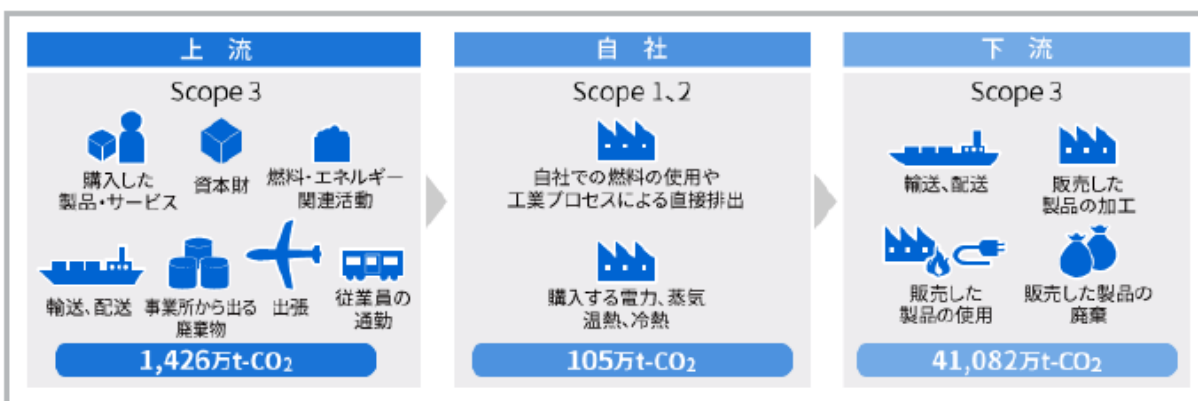 上 流
Scope 3
購入した
製品・サービス
資本財
燃料・エネルギー
関連活動
輸送、配送
事業所から出る
廃棄物
出張
従業員の
通勤
1,426万t-CO₂
自 社
Scope 1、2
自社での燃料の使用や
工業プロセスによる直接排出
購入する電力、蒸気
温熱、冷熱
105万t-CO₂
下 流
Scope 3
輸送、配送
販売した
製品の加工
販売した
製品の使用
販売した製品の
廃棄
41,082万t-CO₂